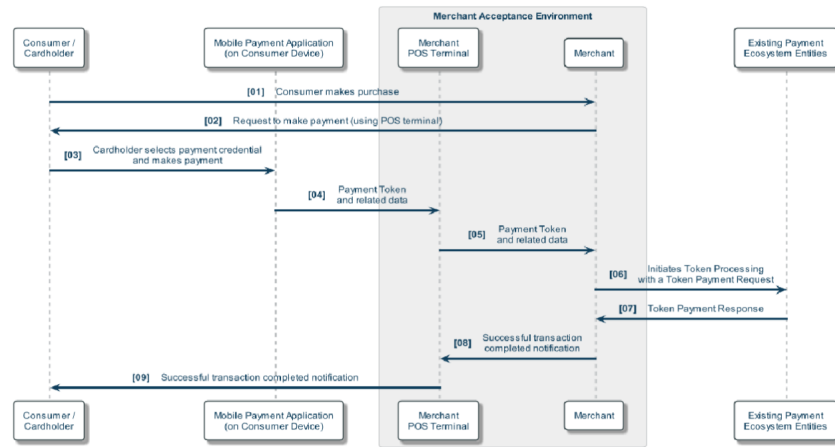 Merchant Acceptance Environment
Consumer /
Cardholder
Mobile Payment Application
(on Consumer Device)
Merchant
POS Terminal
Merchant
Existing Payment
Ecosystem Entities
[01] Consumer makes purchase
[02] Request to make payment (using POS terminal)
[03] Cardholder selects payment credential
and makes payment
[04] Payment Token
and related data
[05] Payment Token
and related data
[06] Initiates Token Processing
with a Token Payment Request
[07] Token Payment Response
[08] Successful transaction
completed notification
[09] Successful transaction completed notification
Consumer /
Cardholder
Mobile Payment Application
(on Consumer Device)
Merchant
POS Terminal
Merchant
Existing Payment
Ecosystem Entities